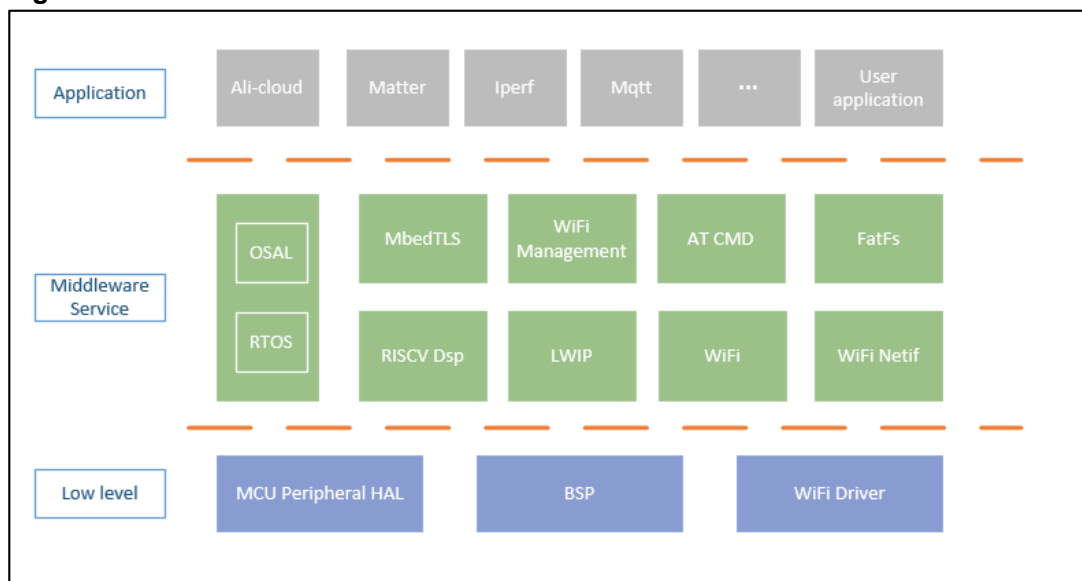 Application
Ali-cloud
Matter
Iperf
Mqtt
...
User
application
Middleware
Service
OSAL
RTOS
MbedTLS
WiFi
Management
AT CMD
FatFs
RISCV Dsp
LWIP
WiFi
WiFi Netif
Low level
MCU Peripheral HAL
BSP
WiFi Driver